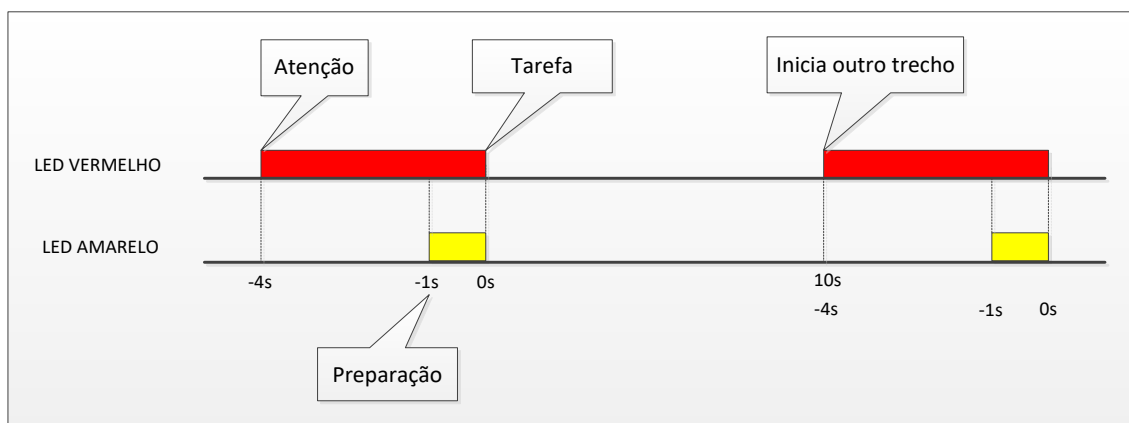 Atenção
Tarefa
Inicia outro trecho
LED VERMELHO
LED AMARELO
-4s
-1s
0s
10s
-4s
-1s
0s
Preparação